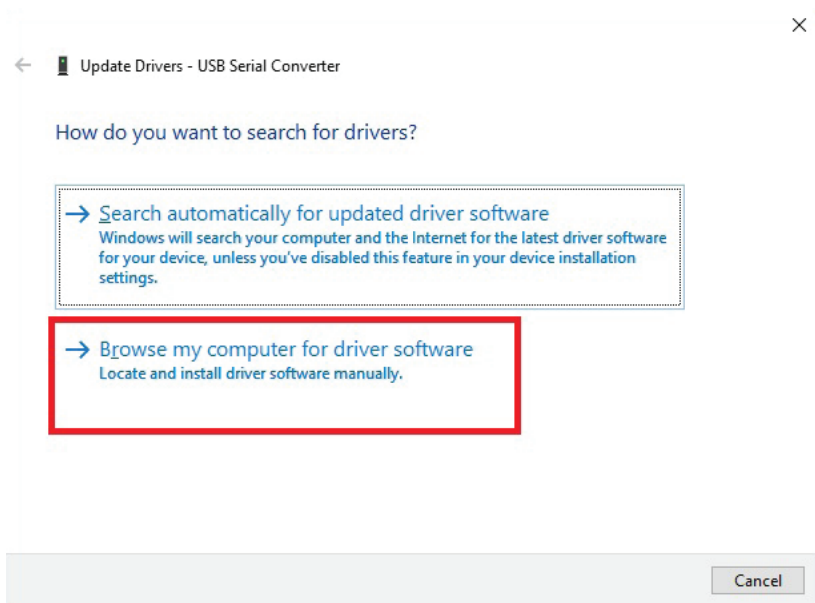 Update Drivers - USB Serial Converter
How do you want to search for drivers?
Search automatically for updated driver software
Windows will search your computer and the Internet for the latest driver software
for your device, unless you've disabled this feature in your device installation
settings.
Browse my computer for driver software
Locate and install driver software manually.
Cancel